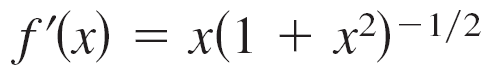 f′(x) = x(1 + x²)⁻¹/²